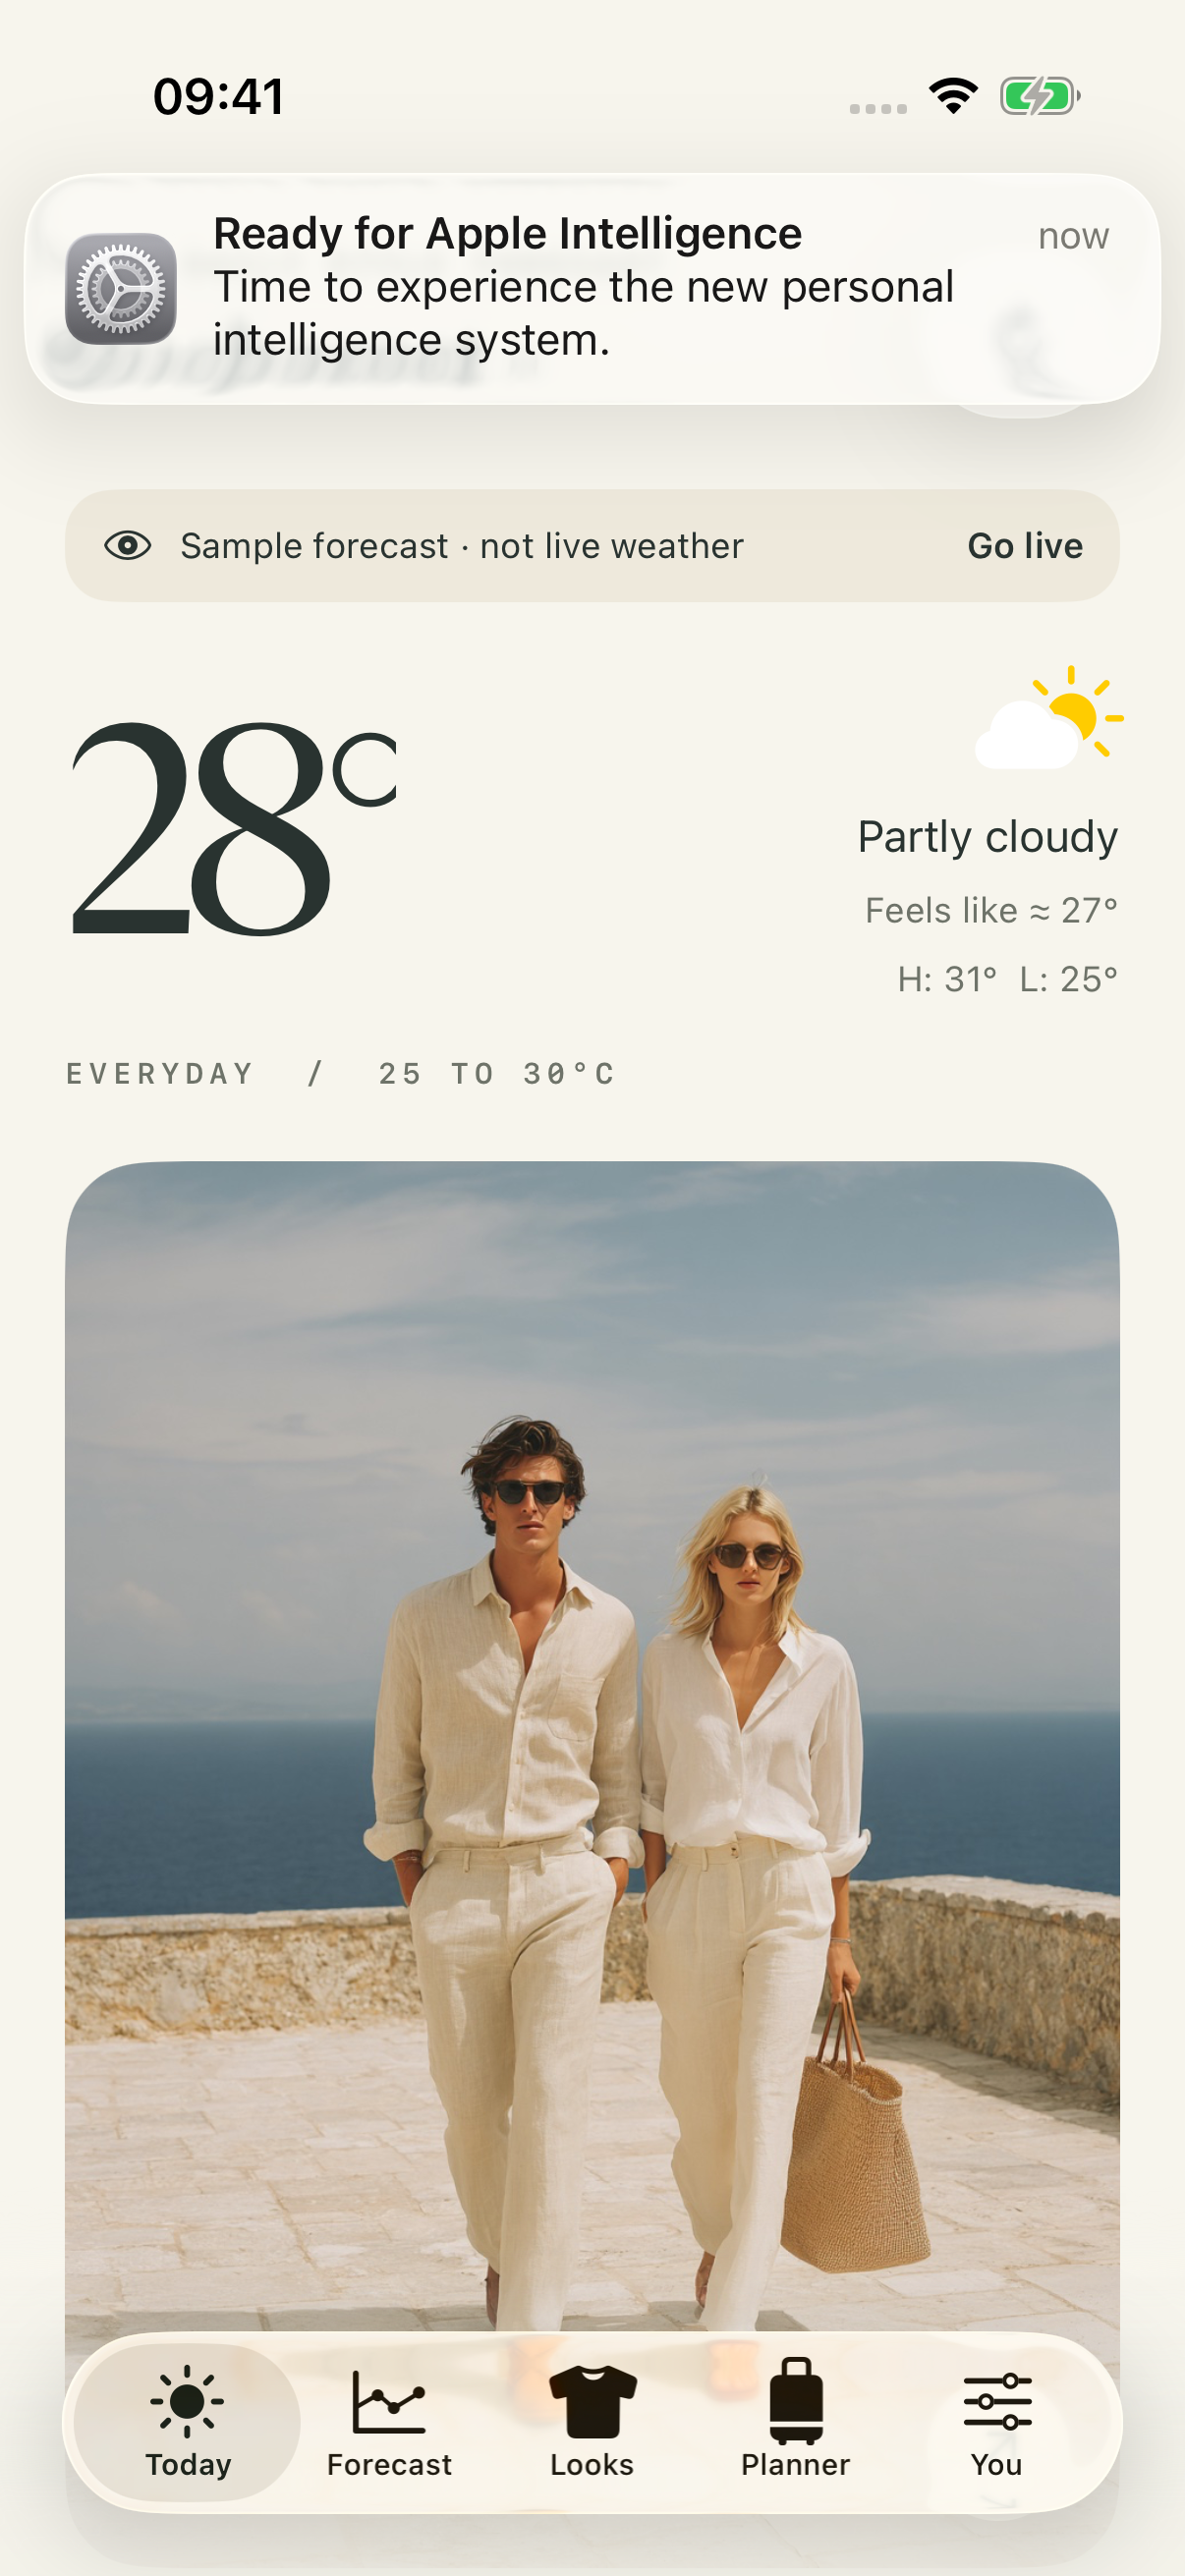 09:41
Ready for Apple Intelligence
now
Time to experience the new personal
intelligence system.
Sample forecast · not live weather
Go live
28°C
Partly cloudy
Feels like ≈ 27°
H: 31° L: 25°
EVERYDAY / 25 TO 30°C
Today
Forecast
Looks
Planner
You